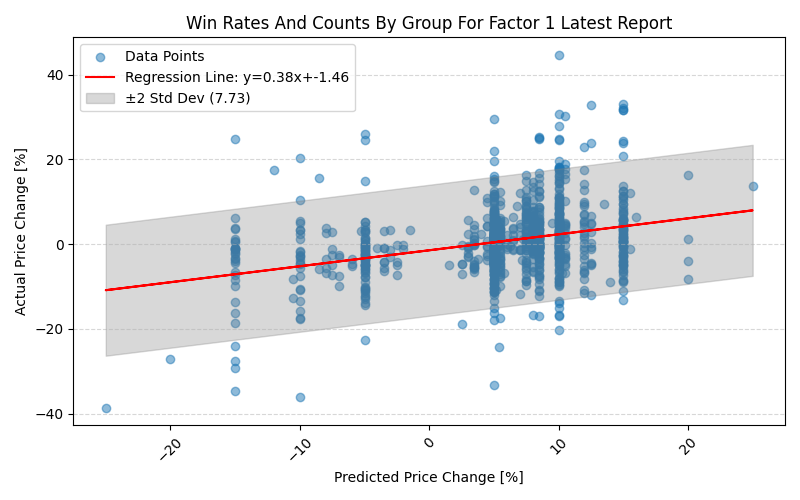 Win Rates And Counts By Group For Factor 1 Latest Report
Data Points
Regression Line: y=0.38x+-1.46
±2 Std Dev (7.73)
Actual Price Change [%]
40
20
0
−20
−40
−20
−10
0
10
20
Predicted Price Change [%]